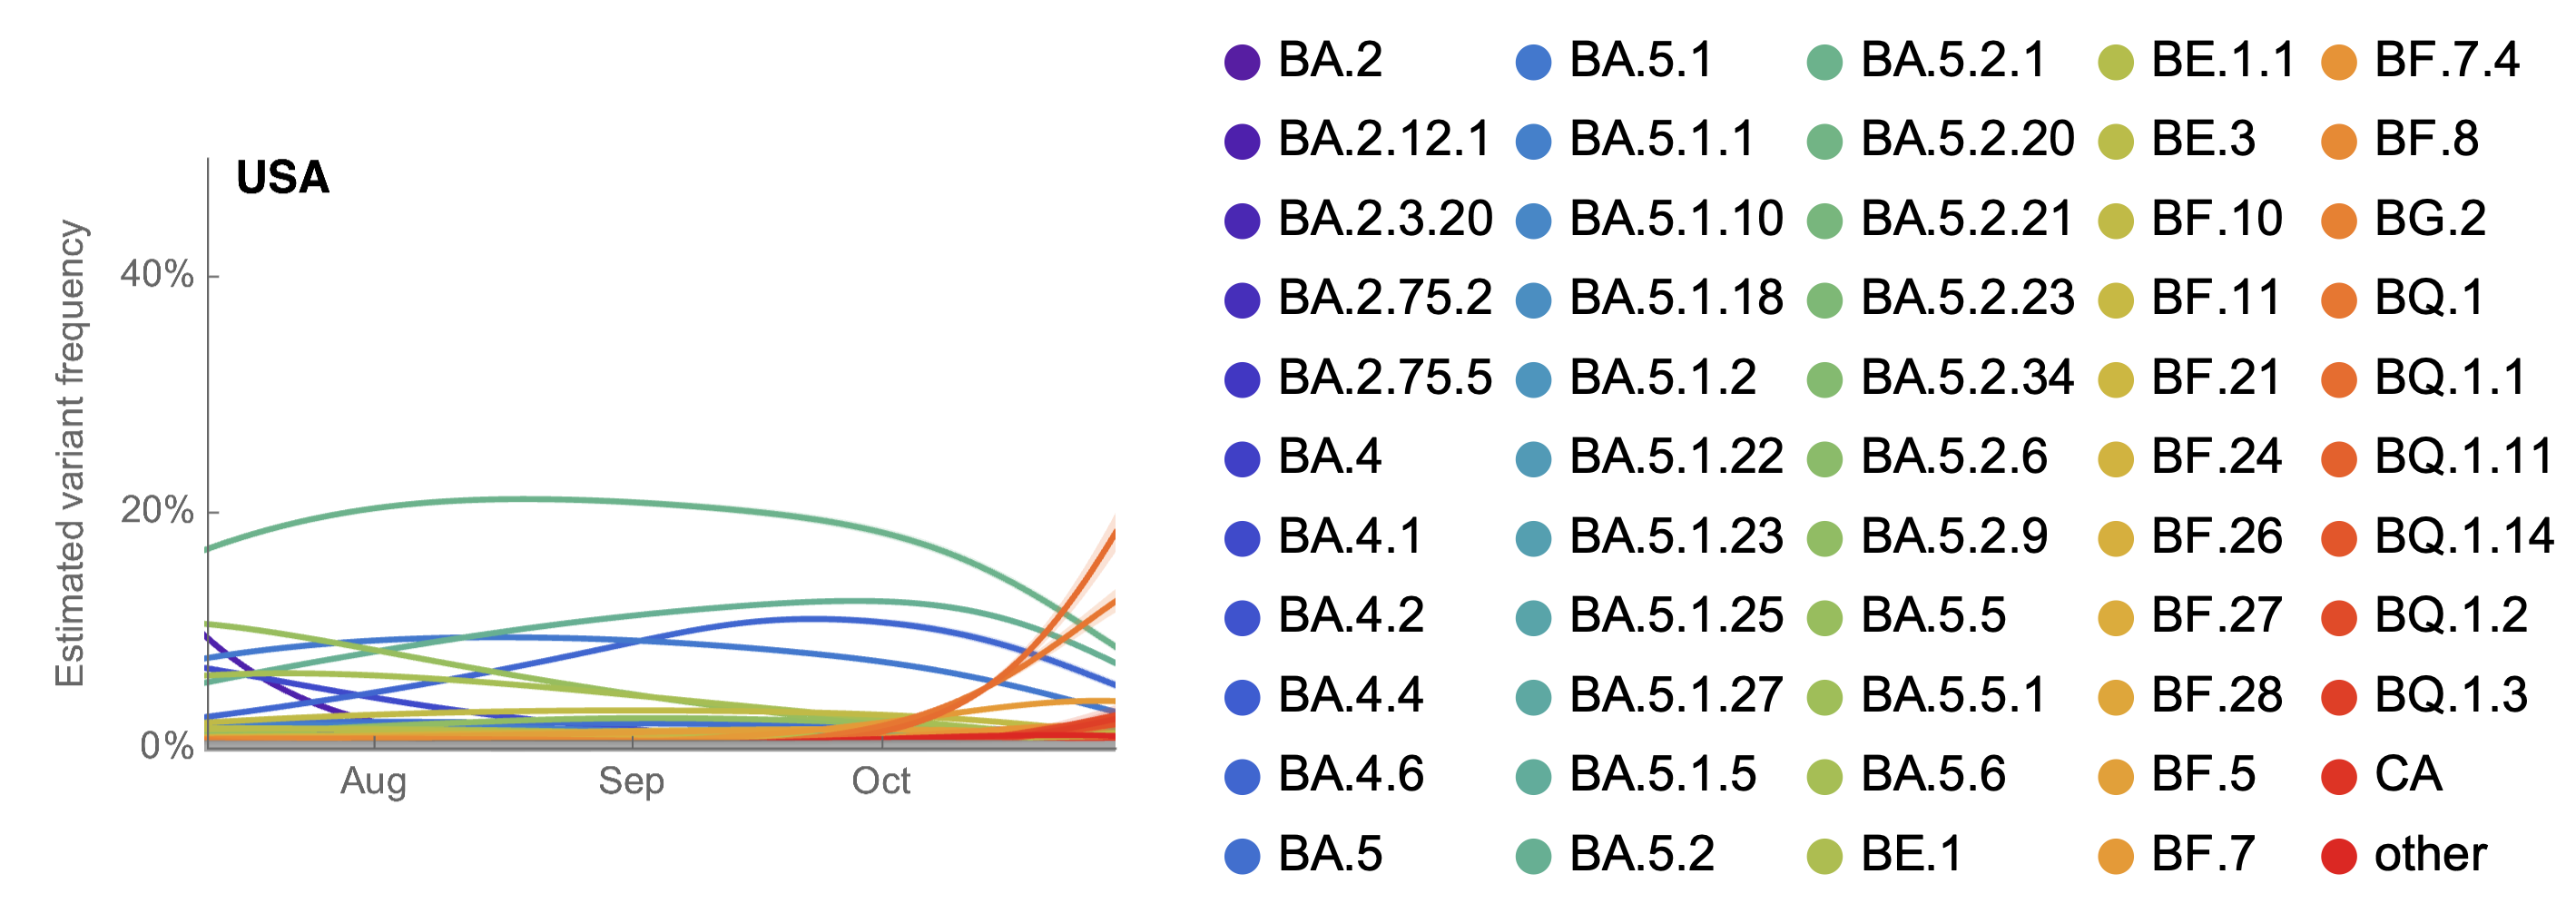 USA
Estimated variant frequency
40%
20%
0%
Aug Sep Oct
BA.2
BA.2.12.1
BA.2.3.20
BA.2.75.2
BA.2.75.5
BA.4
BA.4.1
BA.4.2
BA.4.4
BA.4.6
BA.5
BA.5.1
BA.5.1.1
BA.5.1.10
BA.5.1.18
BA.5.1.2
BA.5.1.22
BA.5.1.23
BA.5.1.25
BA.5.1.27
BA.5.1.5
BA.5.2
BA.5.2.1
BA.5.2.20
BA.5.2.21
BA.5.2.23
BA.5.2.34
BA.5.2.6
BA.5.2.9
BA.5.5
BA.5.5.1
BA.5.6
BE.1
BE.1.1
BE.3
BF.10
BF.11
BF.21
BF.24
BF.26
BF.27
BF.28
BF.5
BF.7
BF.7.4
BF.8
BG.2
BQ.1
BQ.1.1
BQ.1.11
BQ.1.14
BQ.1.2
BQ.1.3
CA
other